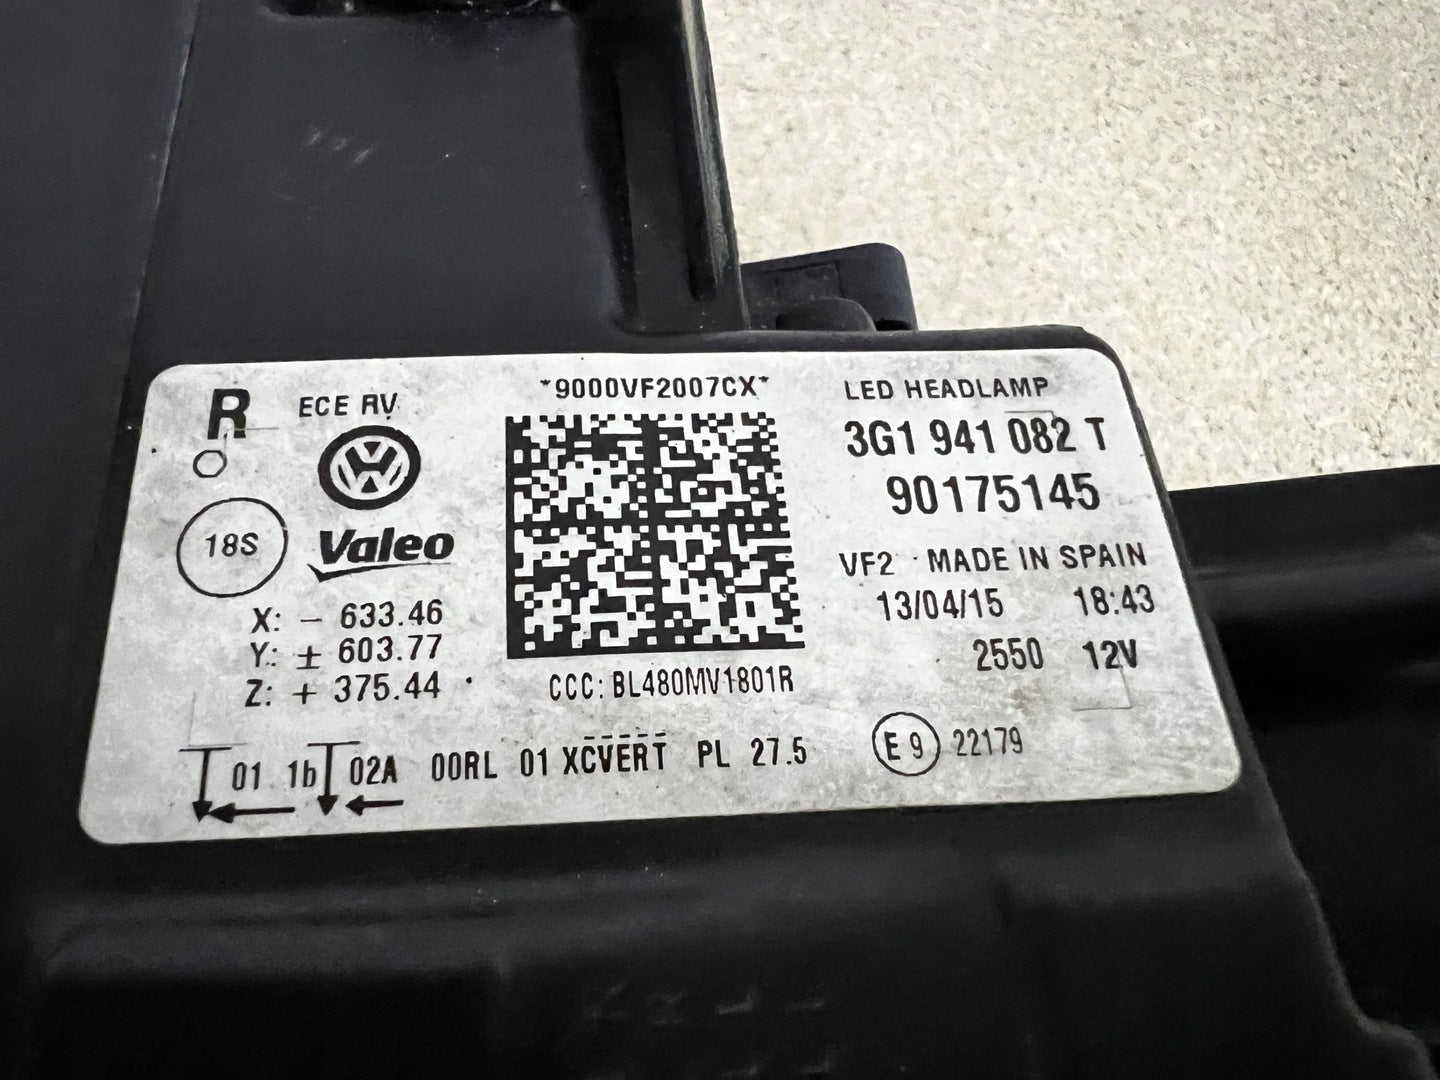 R ECE RV
18S
Valeo
X: - 633.46
Y: ± 603.77
Z: + 375.44
*9000VF2007CX*
CCC: BL480MV1801R
LED HEADLAMP
3G1 941 082 T
90175145
VF2 · MADE IN SPAIN
13/04/15 18:43
2550 12V
01 1b 02A 00RL 01 XCVERT PL 27.5 E9 22179